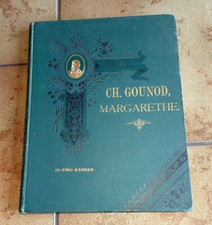 CH. GOUNOD,
MARGARETHE
ZU ZWEI HÄNDEN.